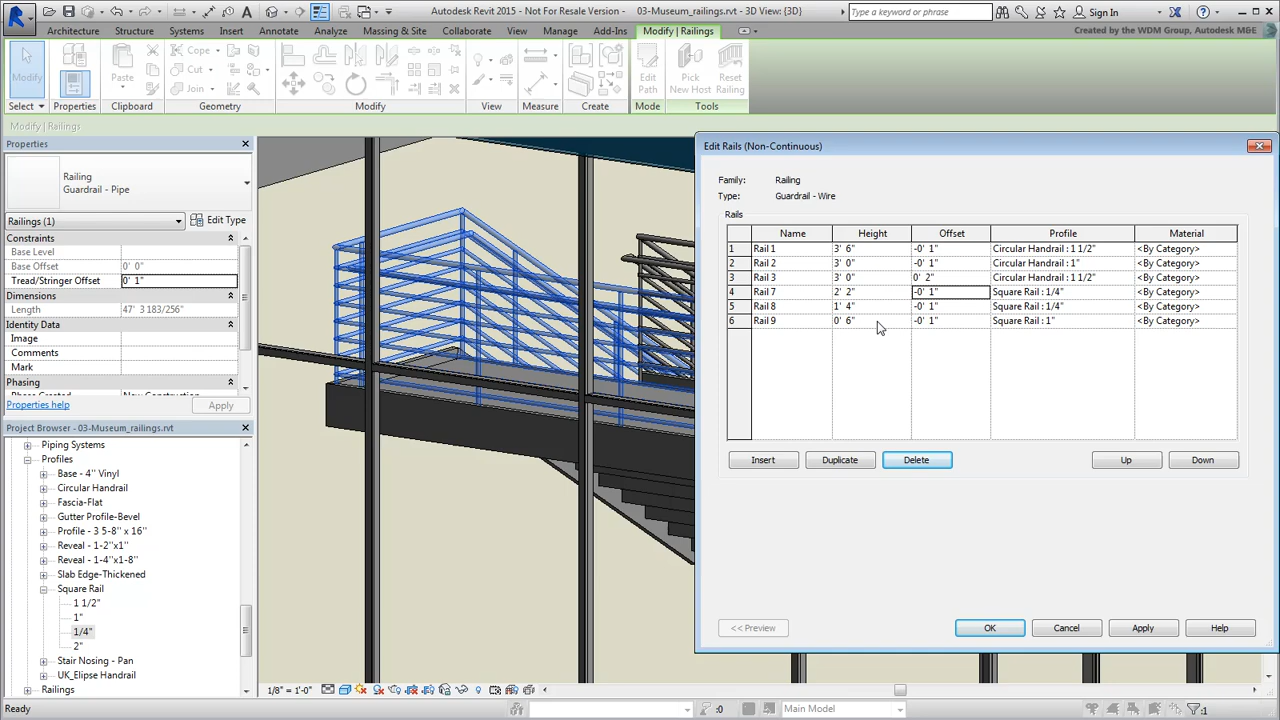 Autodesk Revit 2015 - Not For Resale Version - 03-Museum_railings.rvt - 3D View: {3D}
Type a keyword or phrase
Sign In
Architecture Structure Systems Insert Annotate Analyze Massing & Site Collaborate View Manage Add-Ins Modify | Railings
Created by the WDM Group, Autodesk MBE
Modify
Paste
Cope
Cut
Join
Edit Path
Pick New Host
Reset Railing
Select Properties Clipboard Geometry Modify View Measure Create Mode Tools
Modify | Railings
Properties
Railing
Guardrail - Pipe
Railings (1)
Edit Type
Constraints
Base Level
Base Offset 0' 0"
Tread/Stringer Offset 0' 1"
Dimensions
Length 47' 3 183/256"
Identity Data
Image
Comments
Mark
Phasing
Phase Created New Construction
Properties help
Apply
Project Browser - 03-Museum_railings.rvt
Piping Systems
Profiles
Base - 4" Vinyl
Circular Handrail
Fascia-Flat
Gutter Profile-Bevel
Profile - 3 5-8" x 16"
Reveal - 1-2"x1"
Reveal - 1-4"x1-8"
Slab Edge-Thickened
Square Rail
1 1/2"
1"
1/4"
2"
Stair Nosing - Pan
UK_Elipse Handrail
Railings
Edit Rails (Non-Continuous)
Family: Railing
Type: Guardrail - Wire
Rails
Name Height Offset Profile Material
1 Rail 1 3' 6" -0' 1" Circular Handrail : 1 1/2" <By Category>
2 Rail 2 3' 0" -0' 1" Circular Handrail : 1" <By Category>
3 Rail 3 3' 0" 0' 2" Circular Handrail : 1 1/2" <By Category>
4 Rail 7 2' 2" -0' 1" Square Rail : 1/4" <By Category>
5 Rail 8 1' 4" -0' 1" Square Rail : 1/4" <By Category>
6 Rail 9 0' 6" -0' 1" Square Rail : 1" <By Category>
Insert Duplicate Delete Up Down
<< Preview OK Cancel Apply Help
1/8" = 1'-0"
Ready
:0
Main Model
:1